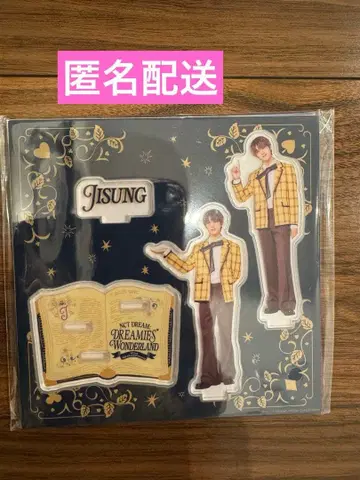 匿名配送
JISUNG
NCT DREAM
DREAMIES
WONDERLAND